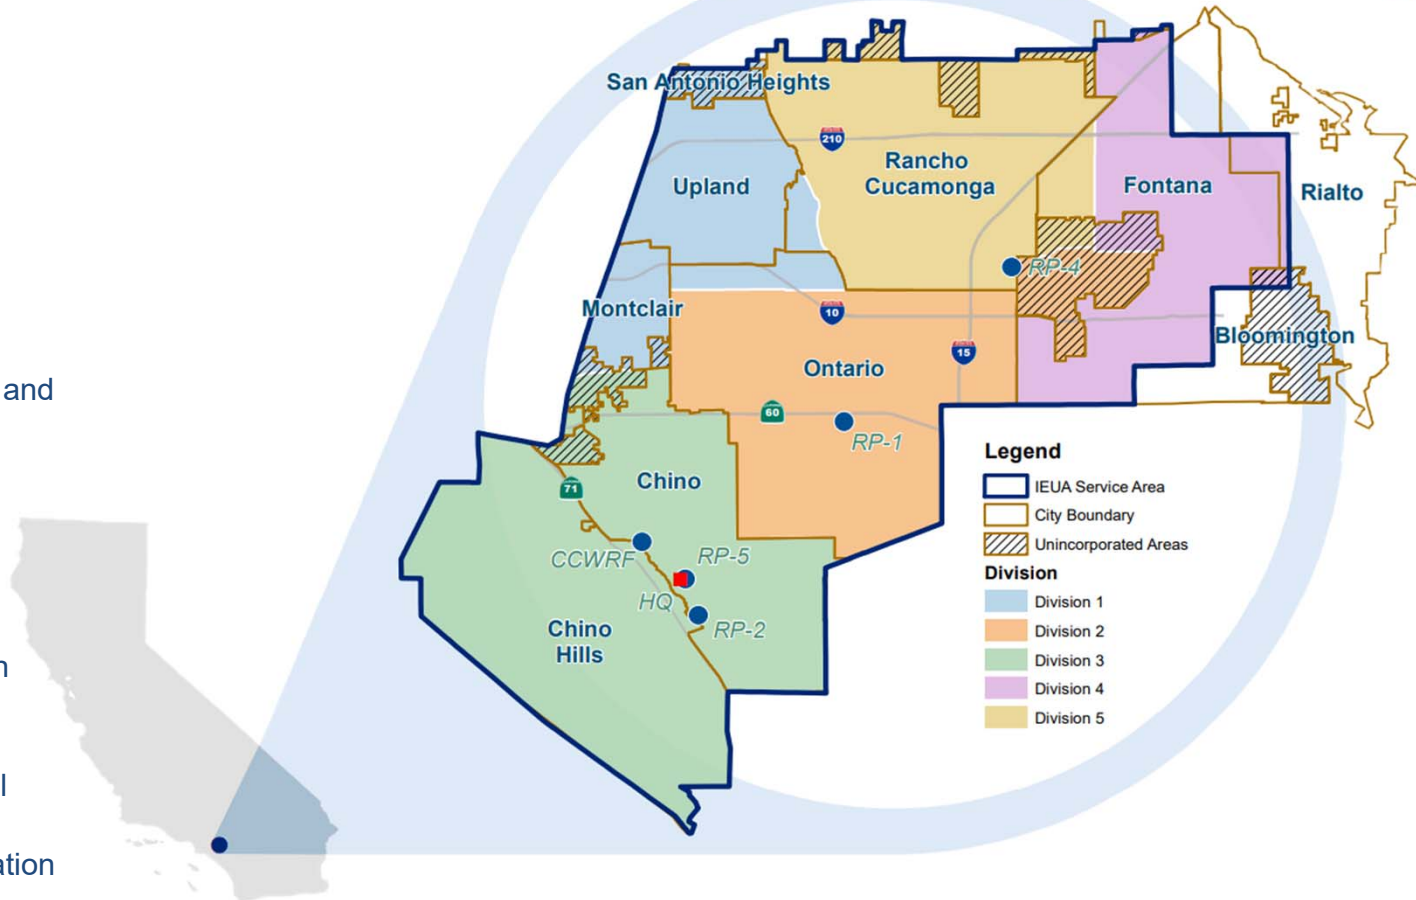 and
n
l
ation
San Antonio Heights
210
Rancho
Cucamonga
Upland
Fontana
Rialto
RP-4
Montclair
10
Bloomington
15
Ontario
60
RP-1
Chino
71
CCWRF
RP-5
HQ
RP-2
Chino
Hills
Legend
IEUA Service Area
City Boundary
Unincorporated Areas
Division
Division 1
Division 2
Division 3
Division 4
Division 5